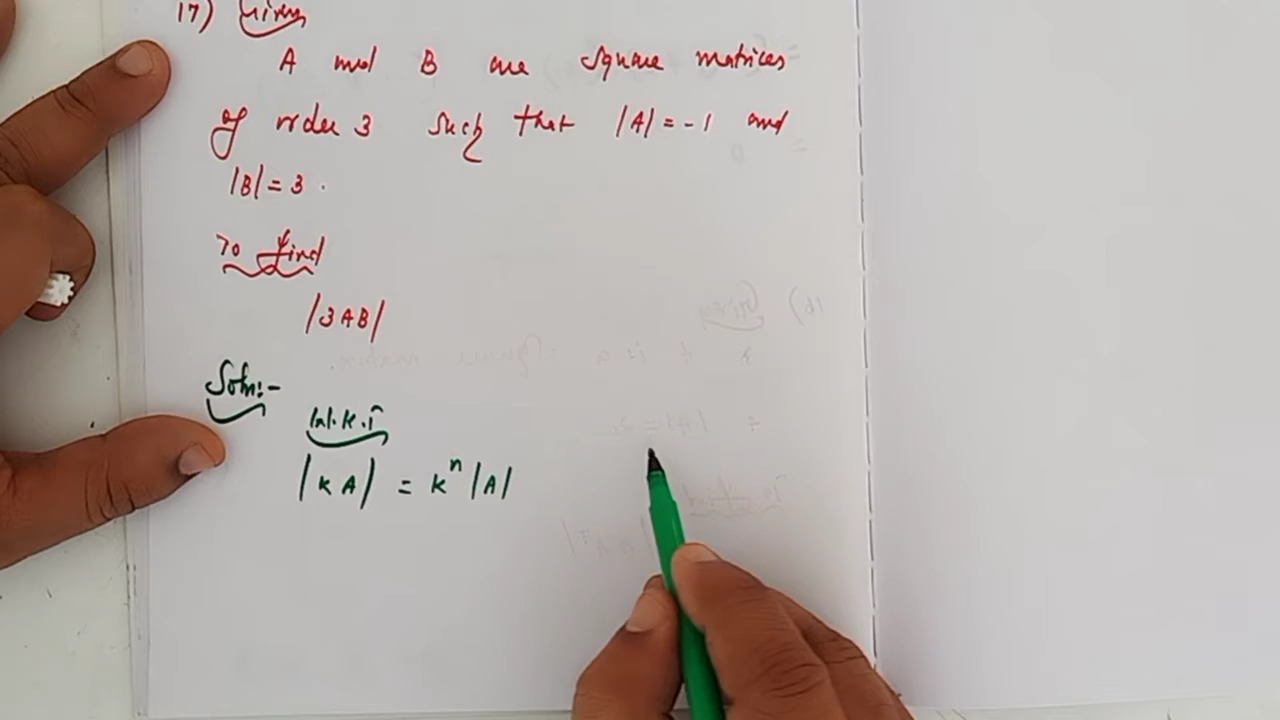 17) Given
A and B are Square matrices
of order 3 such that |A| = -1 and
|B| = 3.
To find
|3AB|
Soln:-
W.K.T
|KA| = Kⁿ |A|